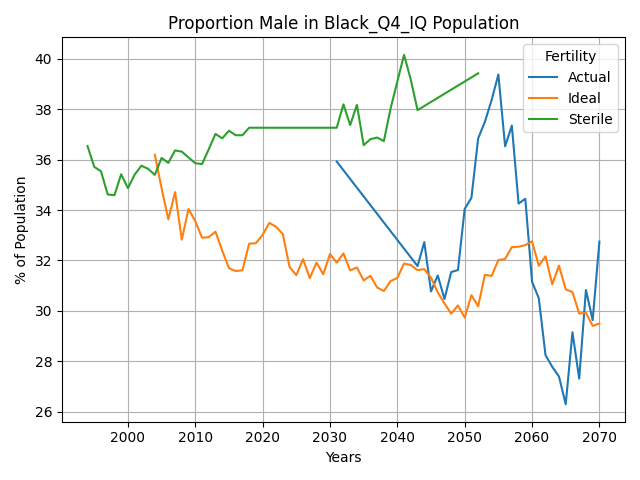 Proportion Male in Black_Q4_IQ Population
% of Population
40
38
36
34
32
30
28
26
Fertility
Actual
Ideal
Sterile
2000
2010
2020
2030
2040
2050
2060
2070
Years